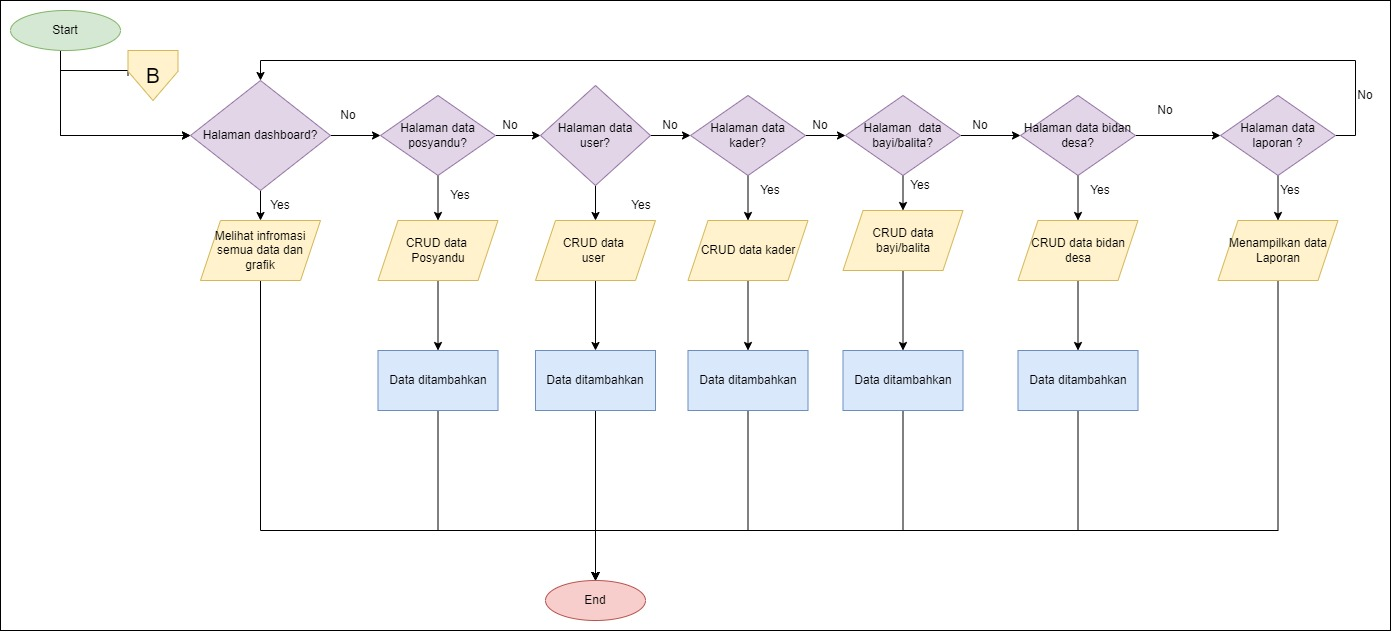 Start
B
Halaman dashboard?
No
Halaman data
posyandu?
No
Halaman data
user?
No
Halaman data
kader?
No
Halaman  data
bayi/balita?
No
Halaman data bidan
desa?
No
Halaman data
laporan ?
No
Yes
Yes
Yes
Yes
Yes
Yes
Yes
Melihat infromasi
semua data dan
grafik
CRUD data
Posyandu
CRUD data
user
CRUD data kader
CRUD data
bayi/balita
CRUD data bidan
desa
Menampilkan data
Laporan
Data ditambahkan
Data ditambahkan
Data ditambahkan
Data ditambahkan
Data ditambahkan
End